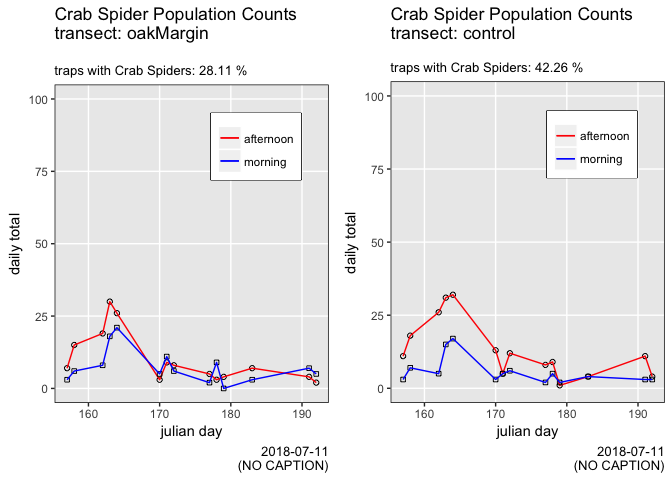 Crab Spider Population Counts
transect: oakMargin
traps with Crab Spiders: 28.11 %
100
75
50
25
0
daily total
afternoon
morning
160
170
180
190
julian day
2018-07-11
(NO CAPTION)
Crab Spider Population Counts
transect: control
traps with Crab Spiders: 42.26 %
100
75
50
25
0
daily total
afternoon
morning
160
170
180
190
julian day
2018-07-11
(NO CAPTION)